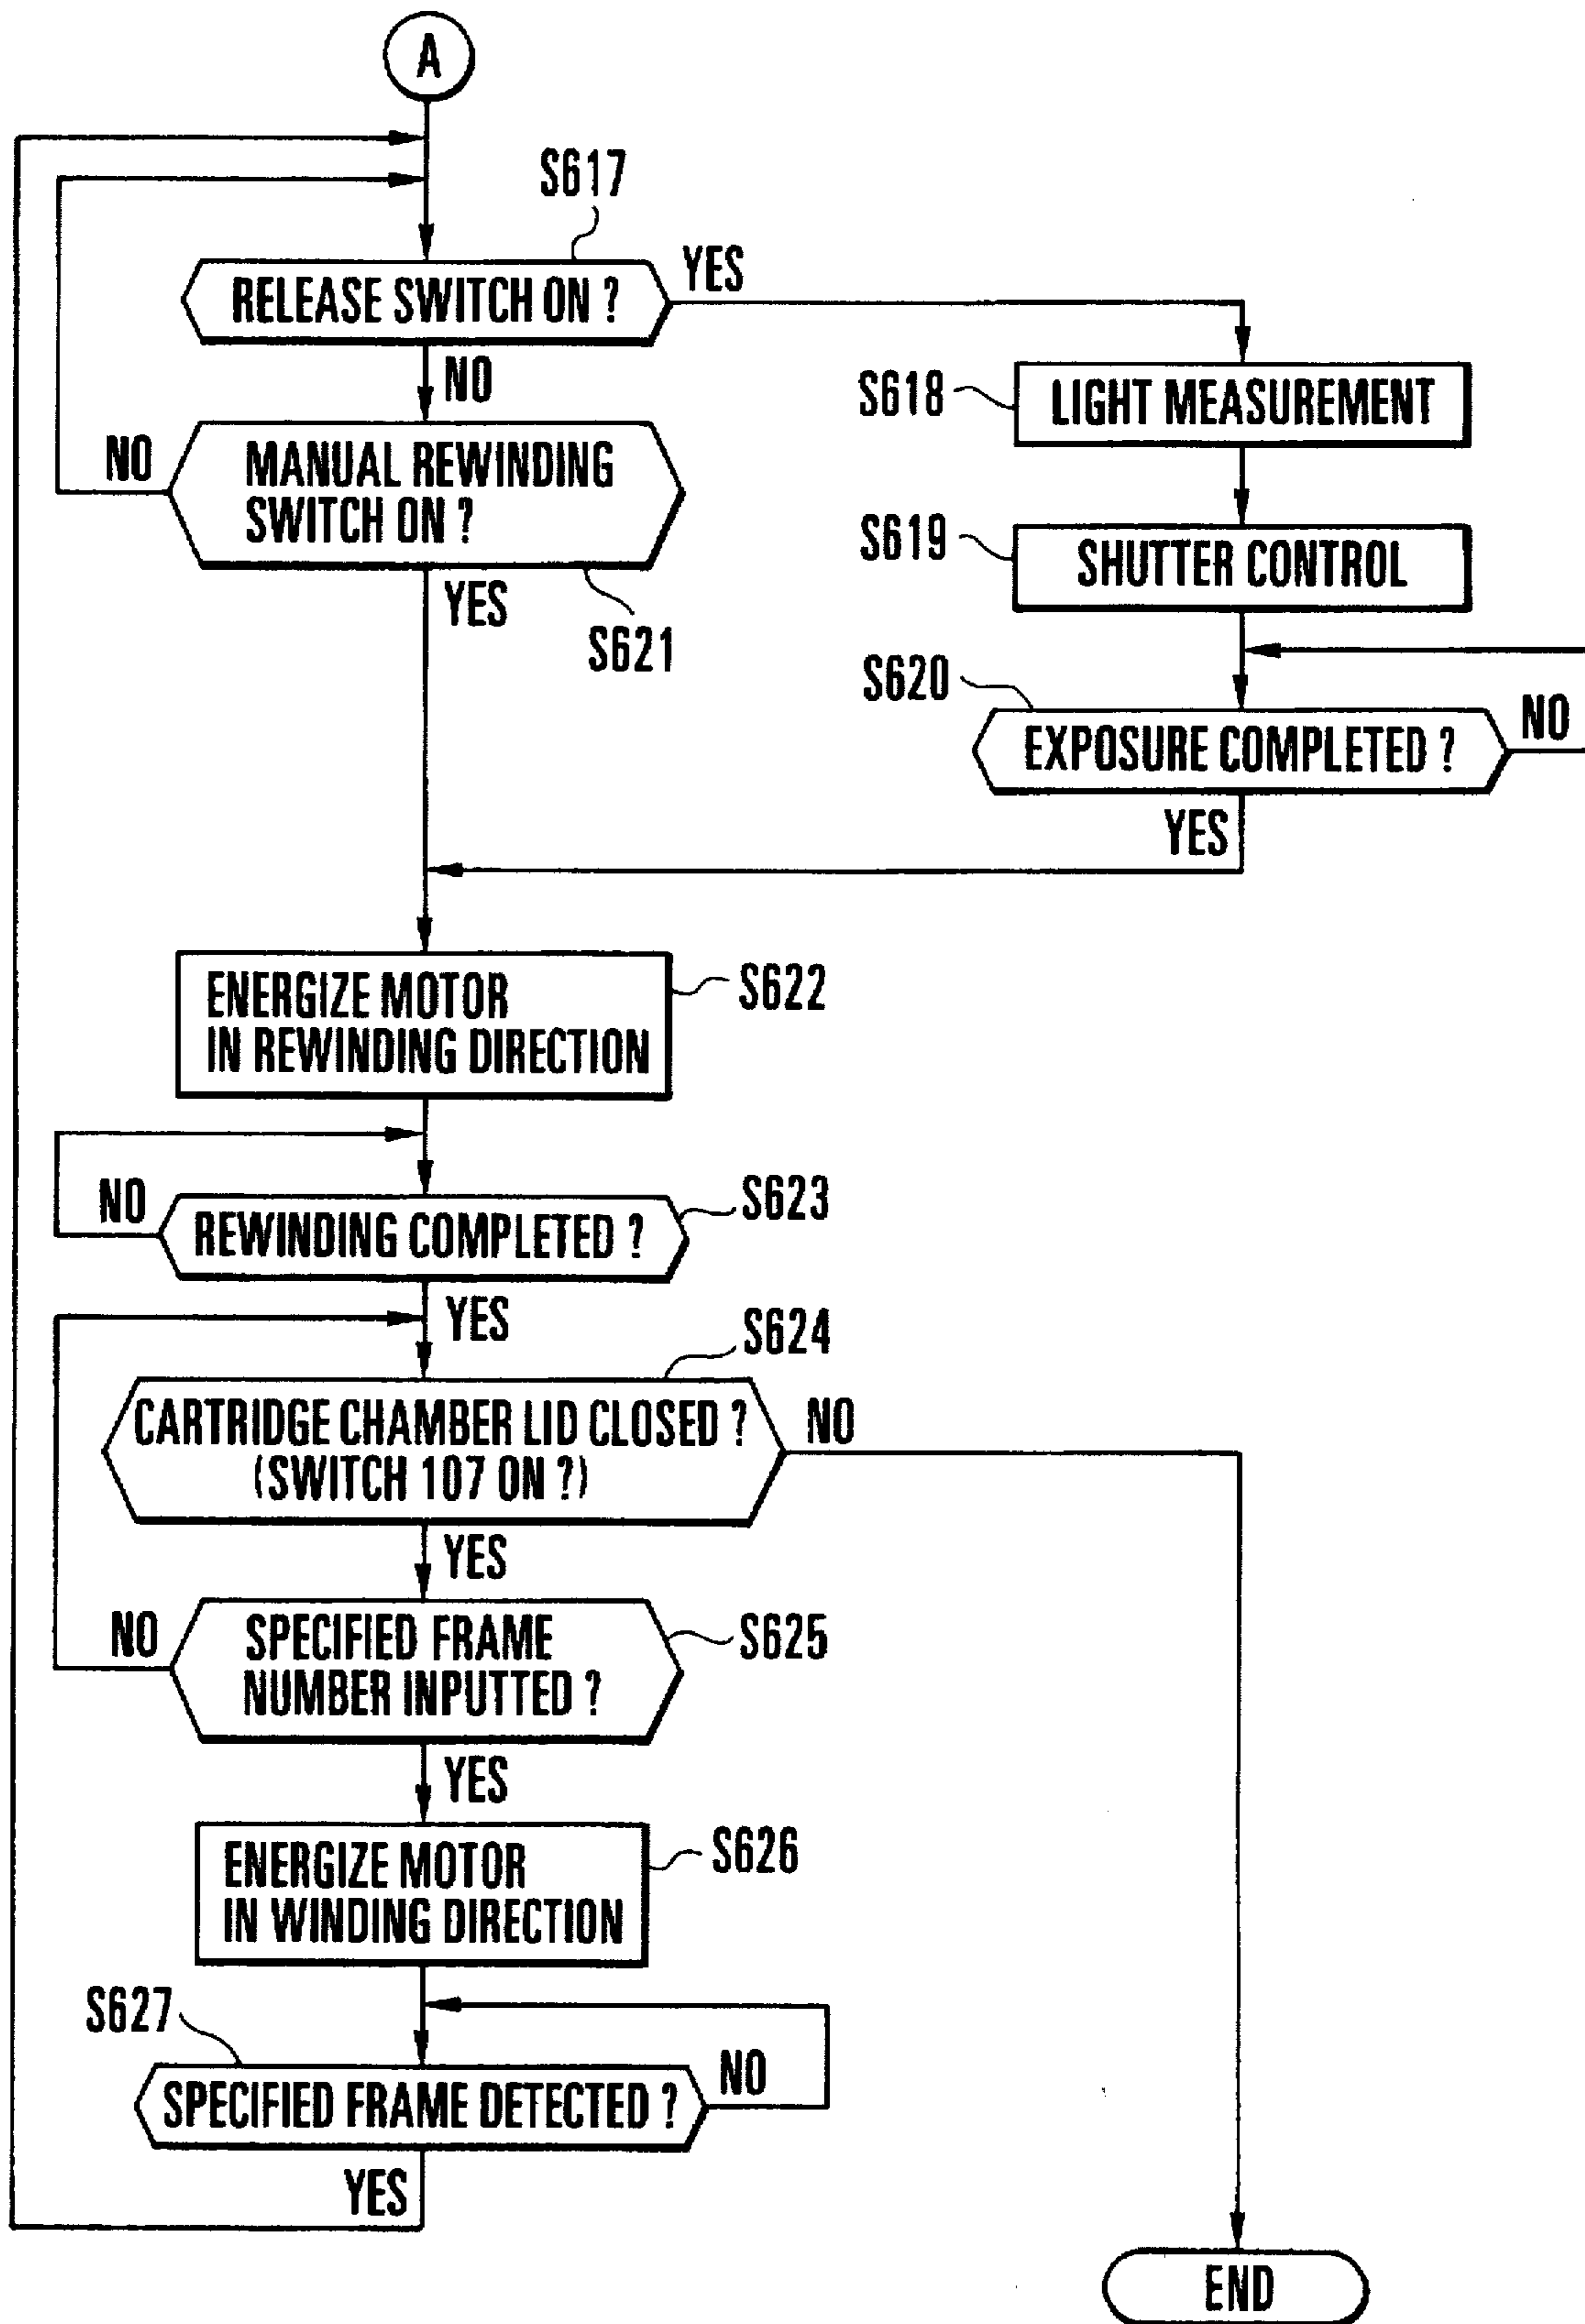 A
S617
RELEASE SWITCH ON ?
YES
NO
S618
LIGHT MEASUREMENT
NO
MANUAL REWINDING
SWITCH ON ?
YES
S621
S619
SHUTTER CONTROL
S620
EXPOSURE COMPLETED ?
NO
YES
ENERGIZE MOTOR
IN REWINDING DIRECTION
S622
NO
REWINDING COMPLETED ?
S623
YES
S624
CARTRIDGE CHAMBER LID CLOSED ?
(SWITCH 107 ON ?)
NO
YES
NO
SPECIFIED FRAME
NUMBER INPUTTED ?
S625
YES
ENERGIZE MOTOR
IN WINDING DIRECTION
S626
S627
SPECIFIED FRAME DETECTED ?
NO
YES
END